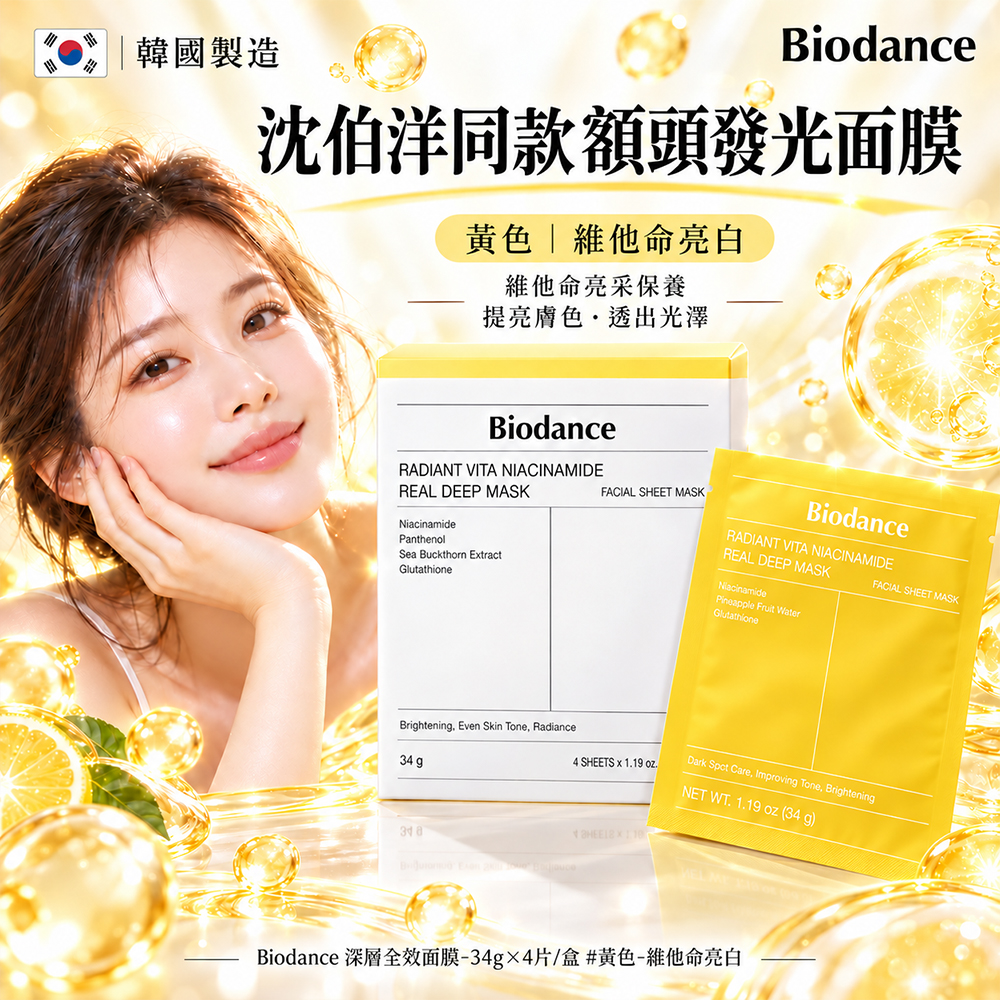 韓國製造
Biodance
沈伯洋同款額頭發光面膜
黃色｜維他命亮白
維他命亮采保養
提亮膚色・透出光澤
Biodance
RADIANT VITA NIACINAMIDE
REAL DEEP MASK
FACIAL SHEET MASK
Niacinamide
Panthenol
Sea Buckthorn Extract
Glutathione
Brightening, Even Skin Tone, Radiance
34 g
4 SHEETS x 1.19 oz.
Biodance
RADIANT VITA NIACINAMIDE
REAL DEEP MASK
FACIAL SHEET MASK
Niacinamide
Pineapple Fruit Water
Glutathione
Dark Spot Care, Improving Tone, Brightening
NET WT. 1.19 oz (34 g)
Biodance 深層全效面膜-34g×4片/盒 #黃色-維他命亮白